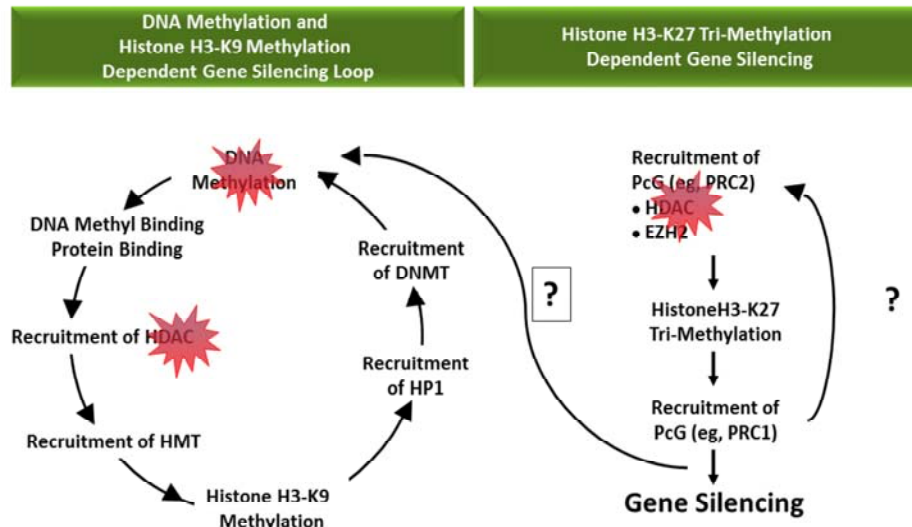 DNA Methylation and
Histone H3-K9 Methylation
Dependent Gene Silencing Loop
Histone H3-K27 Tri-Methylation
Dependent Gene Silencing
DNA
Methylation
DNA Methyl Binding
Protein Binding
Recruitment of HDAC
Recruitment of HMT
Histone H3-K9
Methylation
Recruitment
of HP1
Recruitment
of DNMT
?
Recruitment of
PcG (eg, PRC2)
• HDAC
• EZH2
HistoneH3-K27
Tri-Methylation
Recruitment of
PcG (eg, PRC1)
Gene Silencing
?